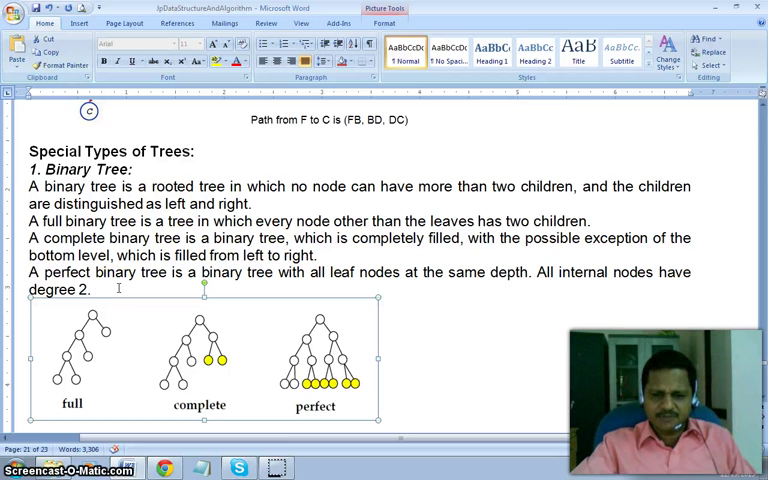 JpDataStructureAndAlgorithm - Microsoft Word
Picture Tools
Home Insert Page Layout References Mailings Review View Add-Ins Format
Cut
Copy
Format Painter
Paste
Clipboard
Arial 11
Font
Paragraph
AaBbCcDc AaBbCcDc AaBbC AaBbCc AaB AaBbCc.
¶ Normal ¶ No Spaci... Heading 1 Heading 2 Title Subtitle
Change Styles
Styles
Find
Replace
Select
Editing
C
Path from F to C is (FB, BD, DC)
Special Types of Trees:
1. Binary Tree:
A binary tree is a rooted tree in which no node can have more than two children, and the children
are distinguished as left and right.
A full binary tree is a tree in which every node other than the leaves has two children.
A complete binary tree is a binary tree, which is completely filled, with the possible exception of the
bottom level, which is filled from left to right.
A perfect binary tree is a binary tree with all leaf nodes at the same depth. All internal nodes have
degree 2.
full complete perfect
Page: 21 of 23 Words: 3,306
Screencast-O-Matic.com